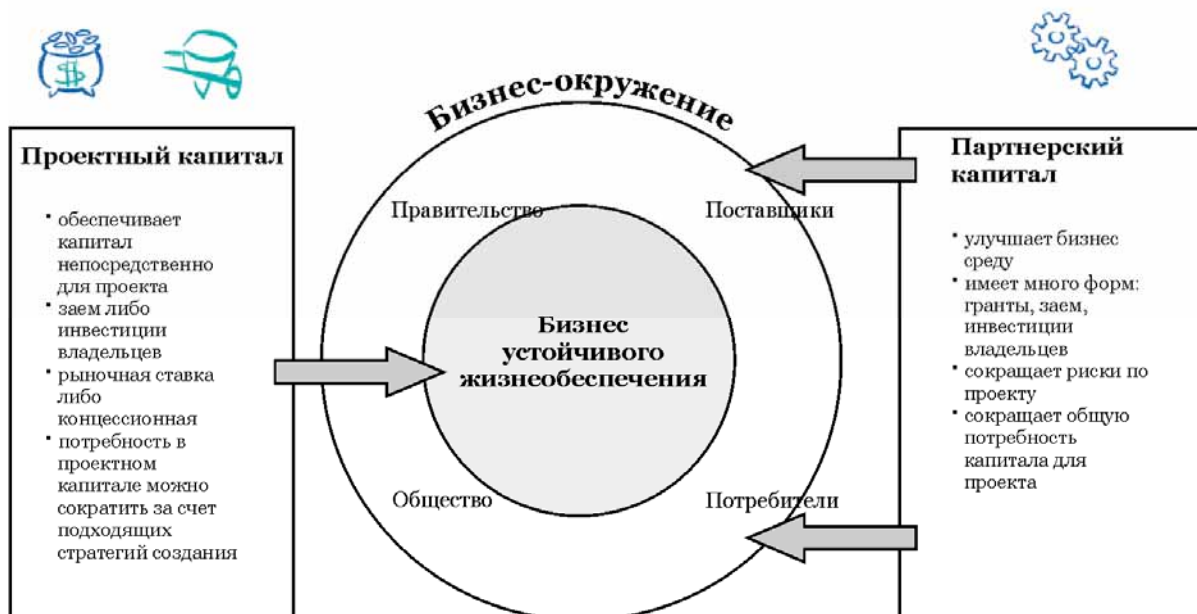 Бизнес-окружение
Проектный капитал
• обеспечивает
капитал
непосредственно
для проекта
• заем либо
инвестиции
владельцев
• рыночная ставка
либо
концессионная
• потребность в
проектном
капитале можно
сократить за счет
подходящих
стратегий создания
Правительство
Поставщики
Бизнес
устойчивого
жизнеобеспечения
Общество
Потребители
Партнерский
капитал
• улучшает бизнес
среду
• имеет много форм:
гранты, заем,
инвестиции
владельцев
• сокращает риски по
проекту
• сокращает общую
потребность
капитала для
проекта